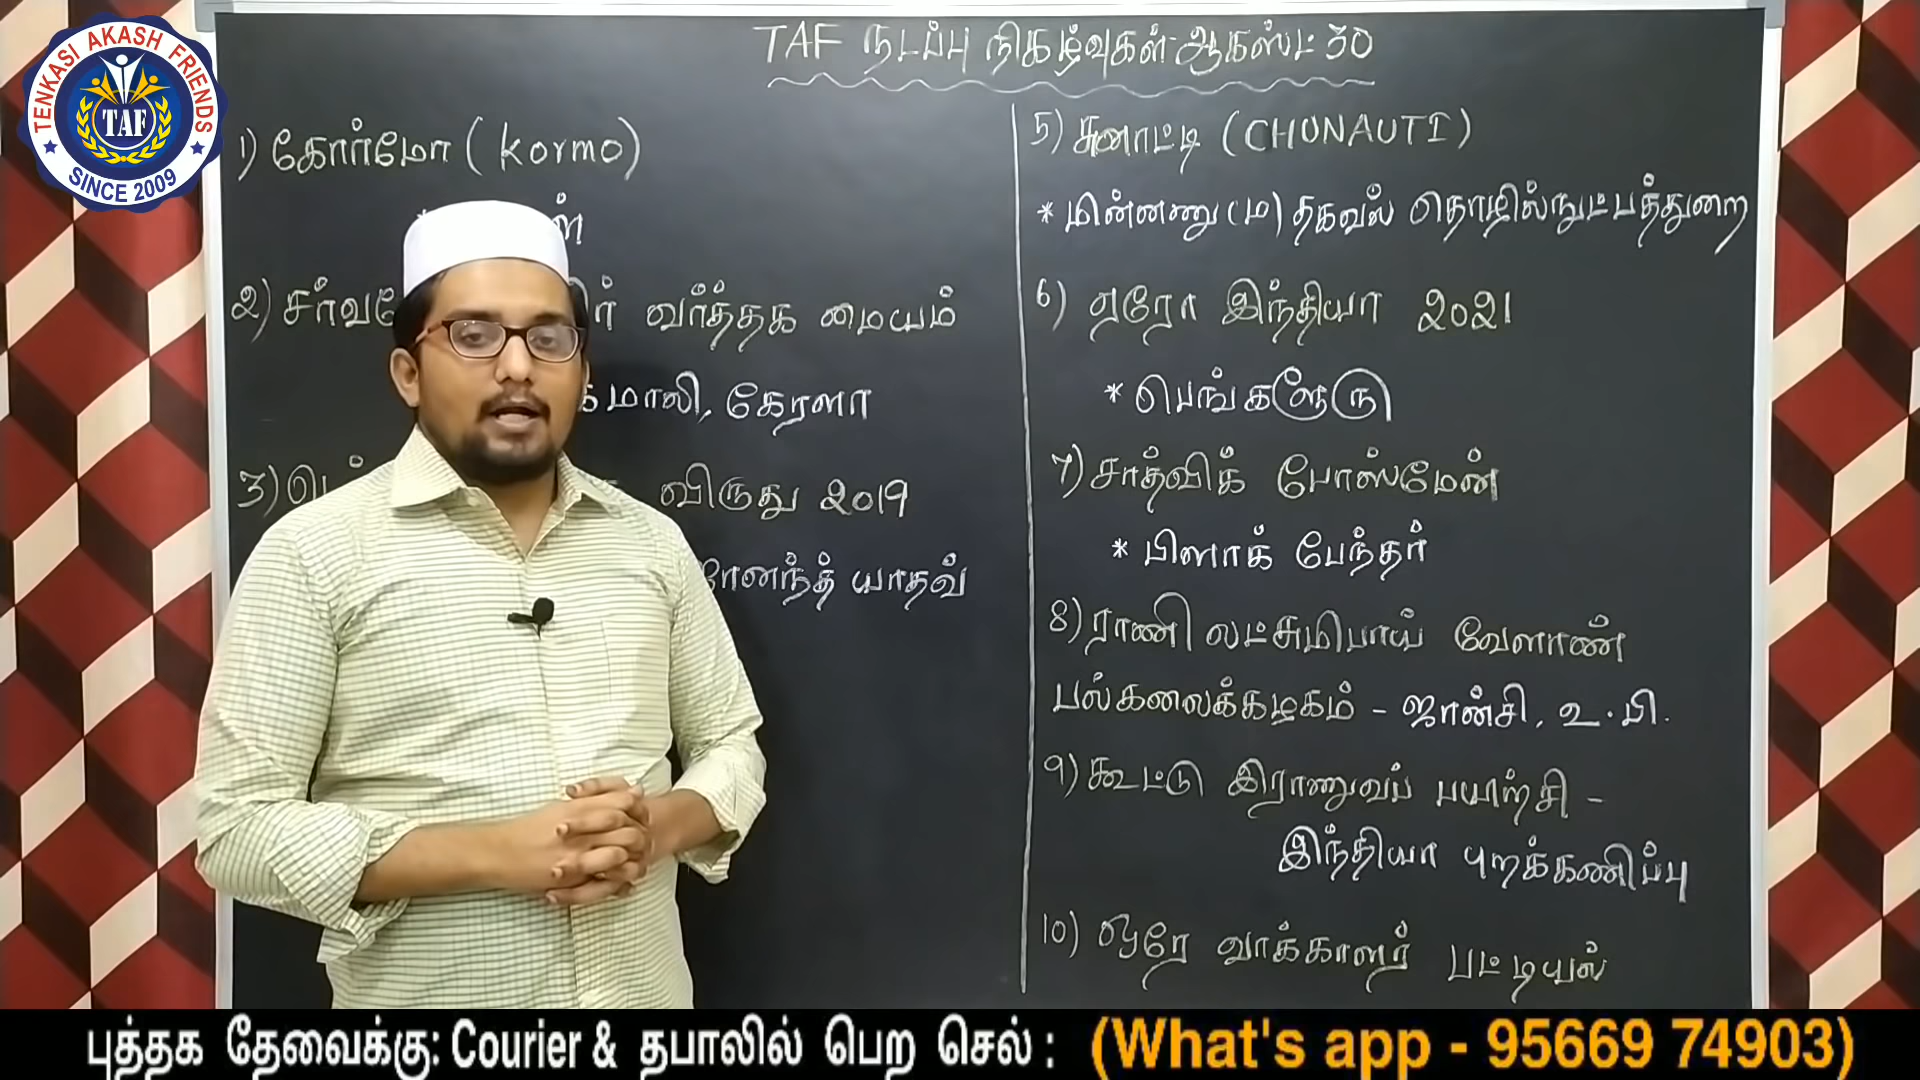 TENKASI AKASH FRIENDS
TAF
SINCE 2009
TAF நடப்பு நிகழ்வுகள்-ஆகஸ்ட் 30
1) கோர்மோ (kormo)
2) சர்வதே ர் வர்த்தக மையம்
கமாலி, கேரளா
3) விருது 2019
னந்த் யாதவ்
5) சுனாட்டி (CHUNAUTI)
* மின்னணு (ம) தகவல் தொழில்நுட்பத்துறை
6) ஏரோ இந்தியா 2021
* பெங்களூரு
7) சாத்விக் போஸ்மேன்
* பிளாக் பேந்தர்
8) ராணி லட்சுமிபாய் வேளாண்
பல்கலைக்கழகம் - ஜான்சி, உ.பி.
9) கூட்டு இராணுவப் பயிற்சி -
இந்தியா புறக்கணிப்பு
10) ஒரே வாக்காளர் பட்டியல்
புத்தக தேவைக்கு: Courier & தபாலில் பெற செல் : (What's app - 95669 74903)